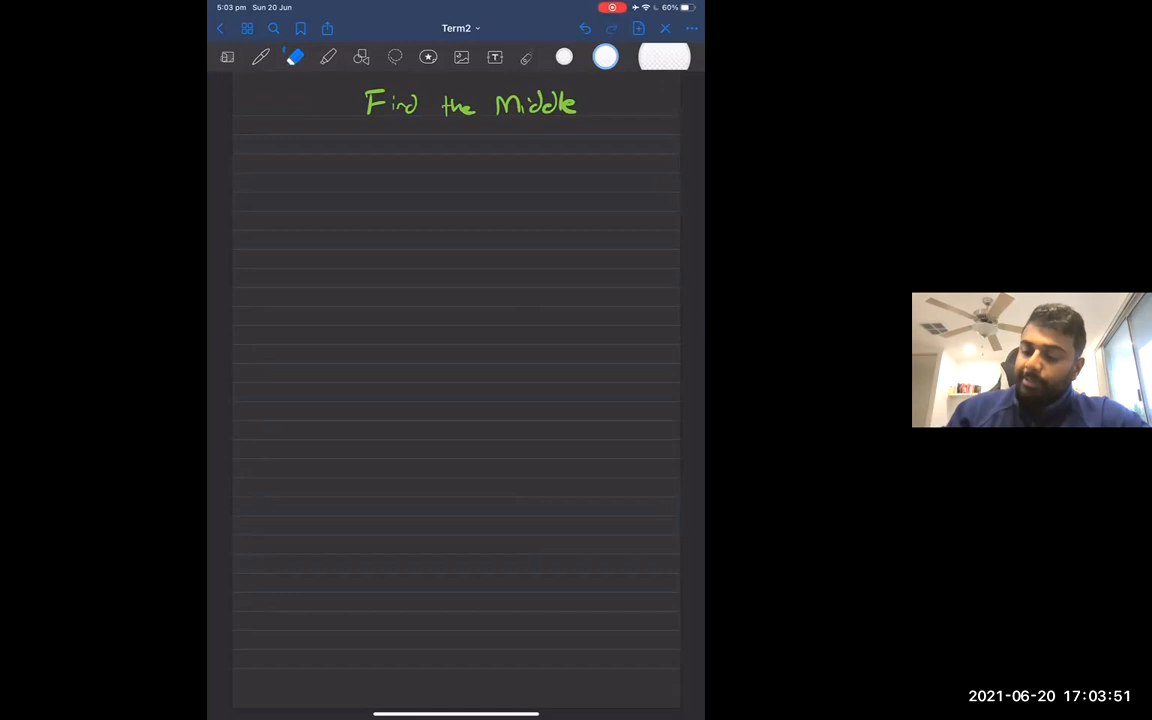 5:03 pm Sun 20 Jun 60%
Term2
T
Find the Middle
2021-06-20 17:03:51